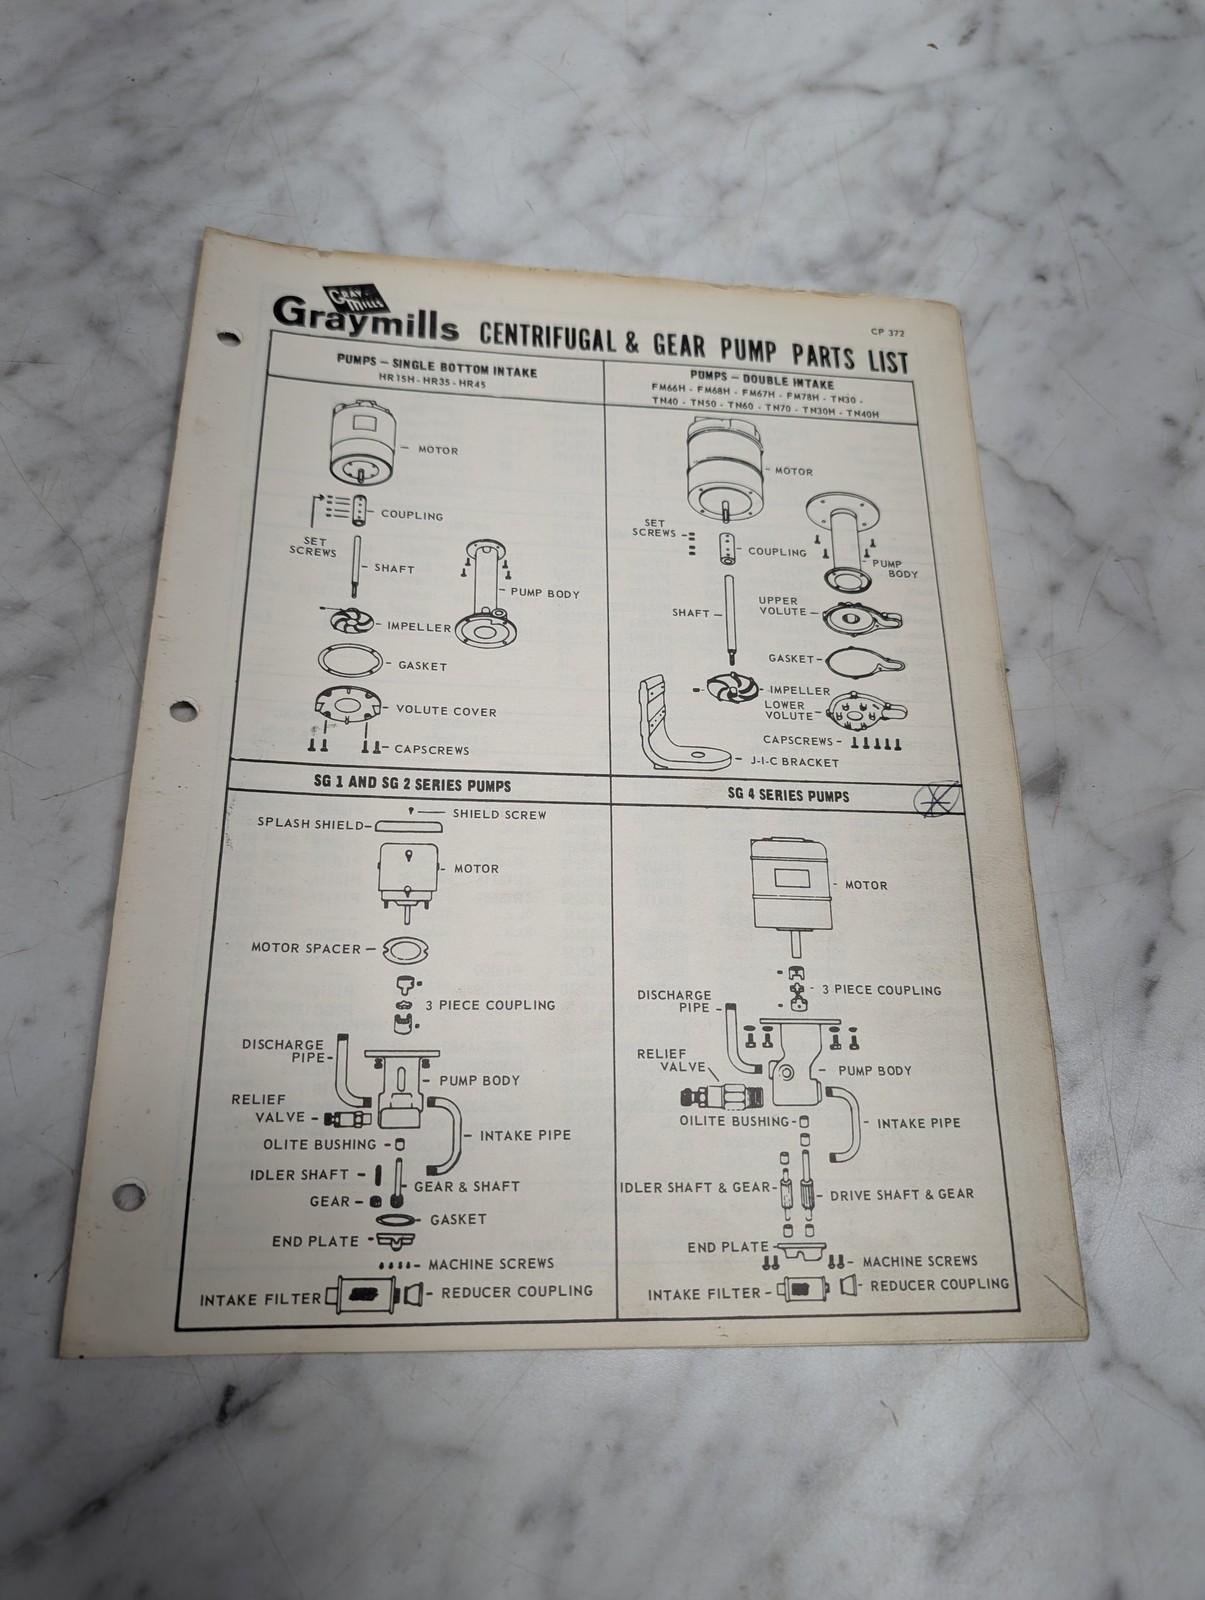 GRAY-
MILLS
Graymills CENTRIFUGAL & GEAR PUMP PARTS LIST
CP 372
PUMPS – SINGLE BOTTOM INTAKE
HR15H - HR35 - HR45
MOTOR
COUPLING
SET
SCREWS
SHAFT
PUMP BODY
IMPELLER
GASKET
VOLUTE COVER
CAPSCREWS
PUMPS – DOUBLE INTAKE
FM66H - FM68H - FM67H - FM78H - TN30 -
TN40 - TN50 - TN60 - TN70 - TN30H - TN40H
MOTOR
SET
SCREWS
COUPLING
PUMP
BODY
SHAFT
UPPER
VOLUTE
GASKET
IMPELLER
LOWER
VOLUTE
CAPSCREWS
J-I-C BRACKET
SG 1 AND SG 2 SERIES PUMPS
SHIELD SCREW
SPLASH SHIELD
MOTOR
MOTOR SPACER
3 PIECE COUPLING
DISCHARGE
PIPE
PUMP BODY
RELIEF
VALVE
INTAKE PIPE
OLITE BUSHING
IDLER SHAFT
GEAR & SHAFT
GEAR
GASKET
END PLATE
MACHINE SCREWS
INTAKE FILTER
REDUCER COUPLING
SG 4 SERIES PUMPS
MOTOR
3 PIECE COUPLING
DISCHARGE
PIPE
RELIEF
VALVE
PUMP BODY
OILITE BUSHING
INTAKE PIPE
IDLER SHAFT & GEAR
DRIVE SHAFT & GEAR
END PLATE
MACHINE SCREWS
INTAKE FILTER
REDUCER COUPLING